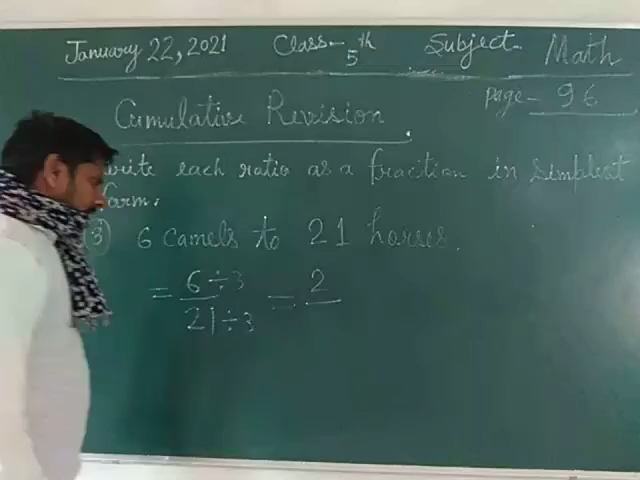 January 22, 2021 Class- 5th Subject- Math
Page- 96
Cumulative Revision
write each ratio as a fraction in simplest
form.
(3) 6 camels to 21 horses.
= 6 ÷ 3 / 21 ÷ 3 = 2